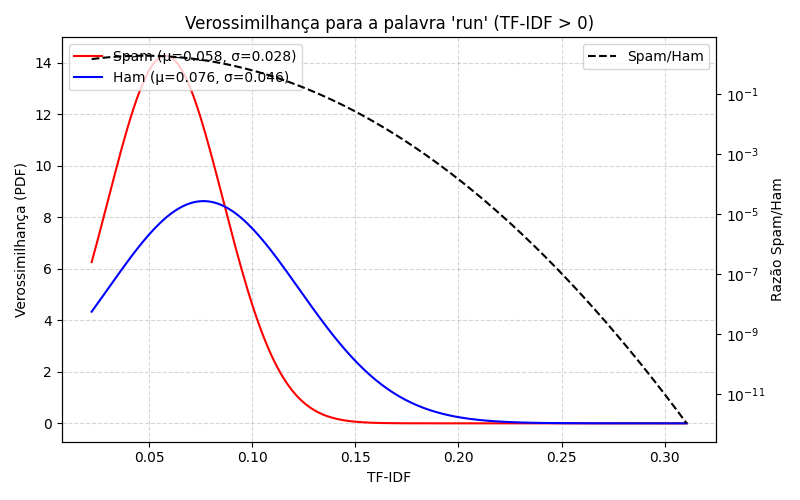 Verossimilhança para a palavra 'run' (TF-IDF > 0)
Spam (μ=0.058, σ=0.028)
Ham (μ=0.076, σ=0.046)
Spam/Ham
Verossimilhança (PDF)
14
12
10
8
6
4
2
0
0.05
0.10
0.15
0.20
0.25
0.30
TF-IDF
10⁻¹
10⁻³
10⁻⁵
10⁻⁷
10⁻⁹
10⁻¹¹
Razão Spam/Ham